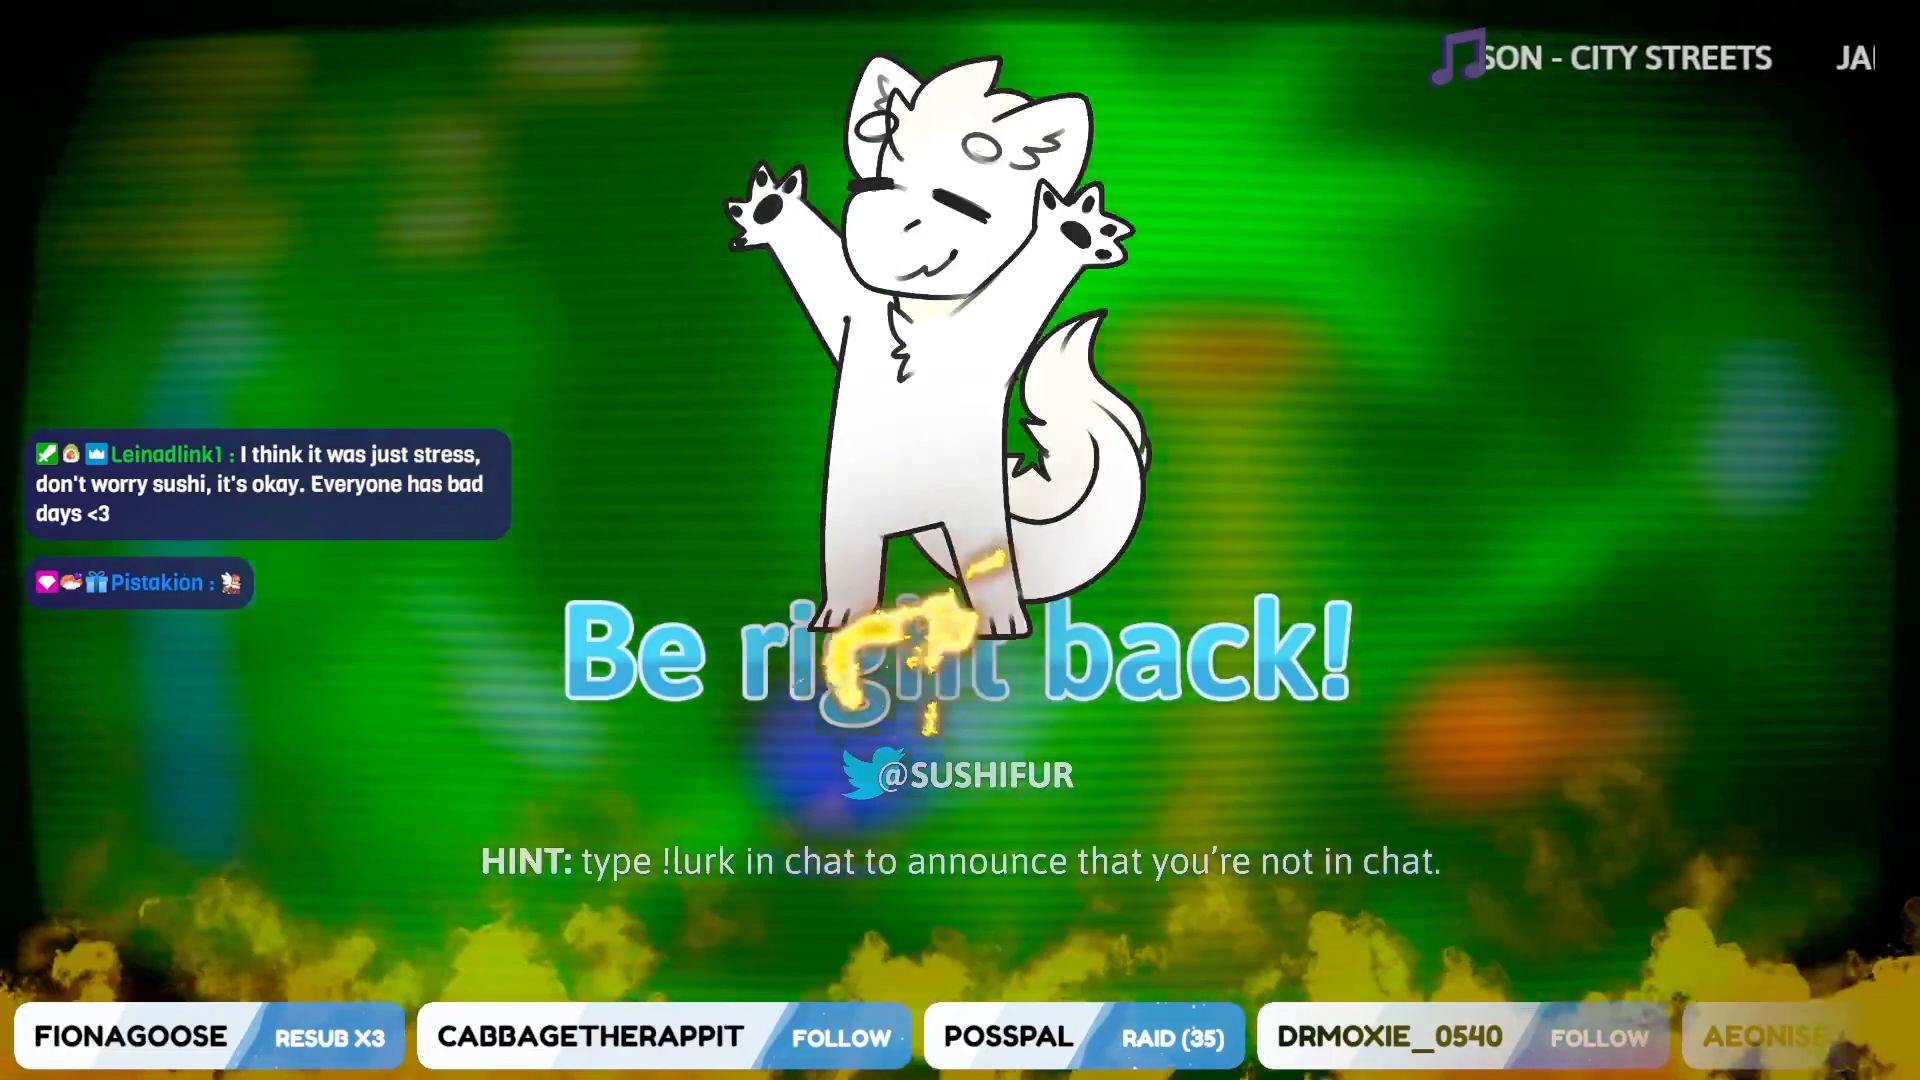 SON - CITY STREETS JA
Leinadlink1 : I think it was just stress,
don't worry sushi, it's okay. Everyone has bad
days <3
Pistakion :
Be right back!
@SUSHIFUR
HINT: type !lurk in chat to announce that you're not in chat.
FIONAGOOSE RESUB X3 CABBAGETHERAPPIT FOLLOW POSSPAL RAID (35) DRMOXIE_0540 FOLLOW AEONISE